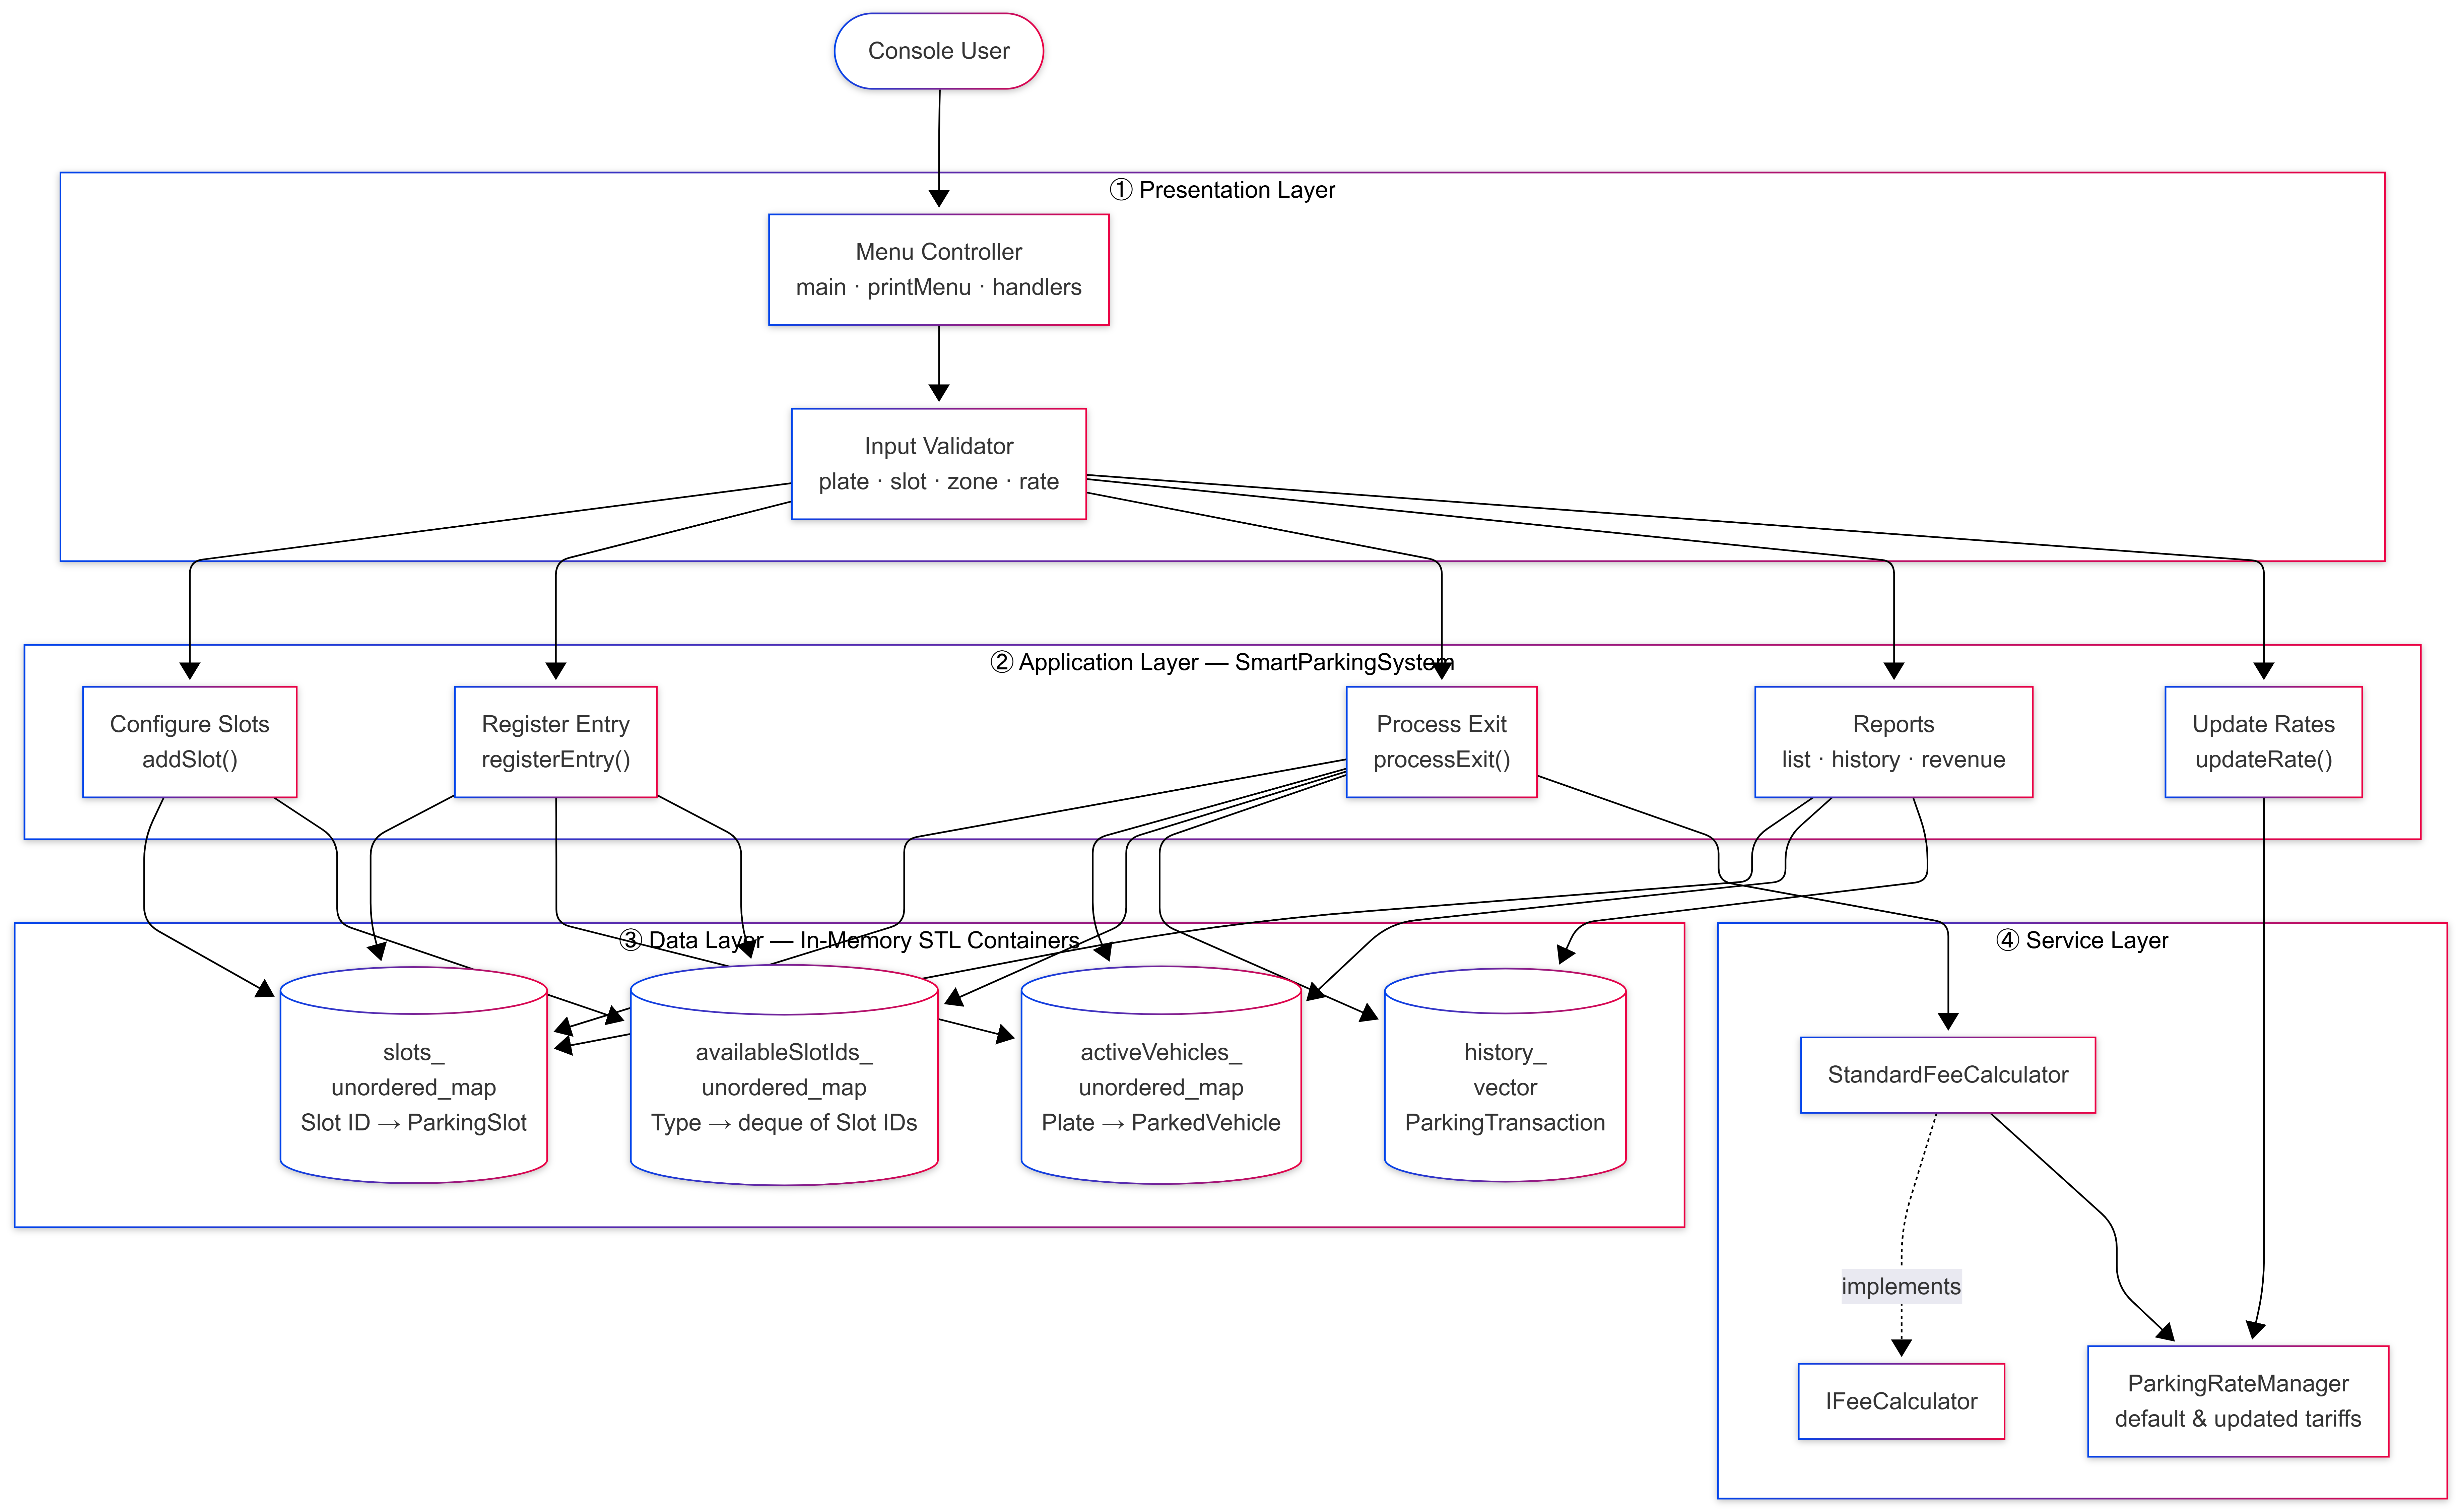 Console User
① Presentation Layer
Menu Controller
main · printMenu · handlers
Input Validator
plate · slot · zone · rate
② Application Layer — SmartParkingSystem
Configure Slots
addSlot()
Register Entry
registerEntry()
Process Exit
processExit()
Reports
list · history · revenue
Update Rates
updateRate()
③ Data Layer — In-Memory STL Containers
slots_
unordered_map
Slot ID → ParkingSlot
availableSlotIds_
unordered_map
Type → deque of Slot IDs
activeVehicles_
unordered_map
Plate → ParkedVehicle
history_
vector
ParkingTransaction
④ Service Layer
StandardFeeCalculator
implements
IFeeCalculator
ParkingRateManager
default & updated tariffs